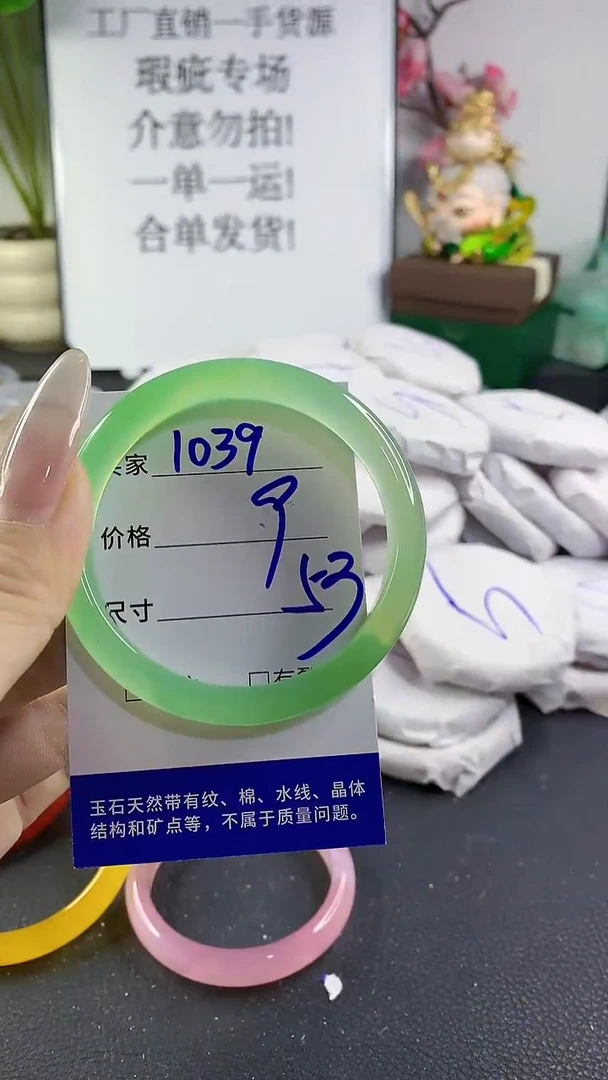 工厂直销一手货源
瑕疵专场
介意勿拍!
一单一运!
合单发货!
家 1039
价格 9
尺寸 53
玉石天然带有纹、棉、水线、晶体
结构和矿点等，不属于质量问题。